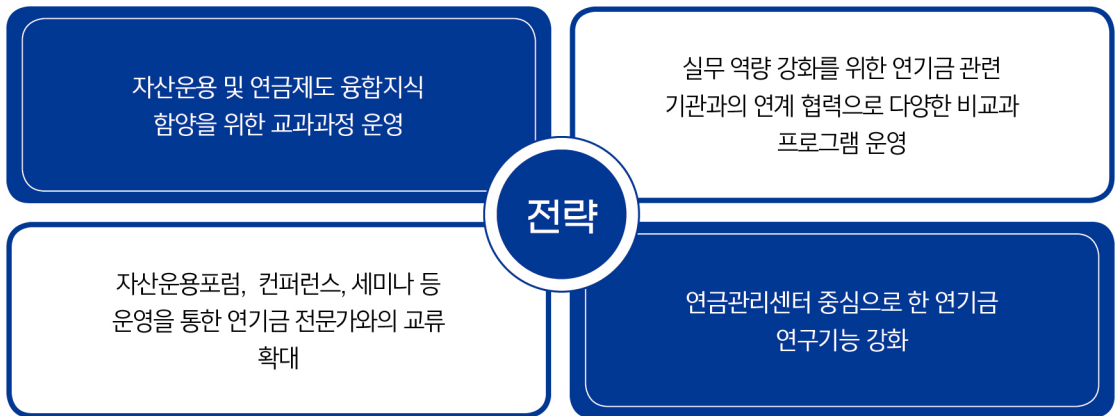 자산운용 및 연금제도 융합지식
함양을 위한 교과과정 운영
실무 역량 강화를 위한 연기금 관련
기관과의 연계 협력으로 다양한 비교과
프로그램 운영
전략
자산운용포럼, 컨퍼런스, 세미나 등
운영을 통한 연기금 전문가와의 교류
확대
연금관리센터 중심으로 한 연기금
연구기능 강화